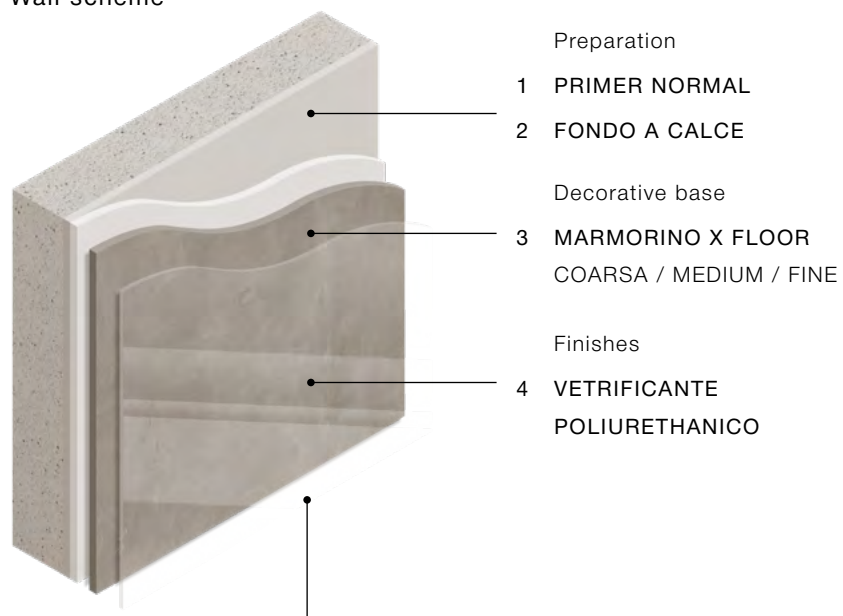 Wall scheme
Preparation
1 PRIMER NORMAL
2 FONDO A CALCE
Decorative base
3 MARMORINO X FLOOR
COARSA / MEDIUM / FINE
Finishes
4 VETRIFICANTE
POLIURETHANICO